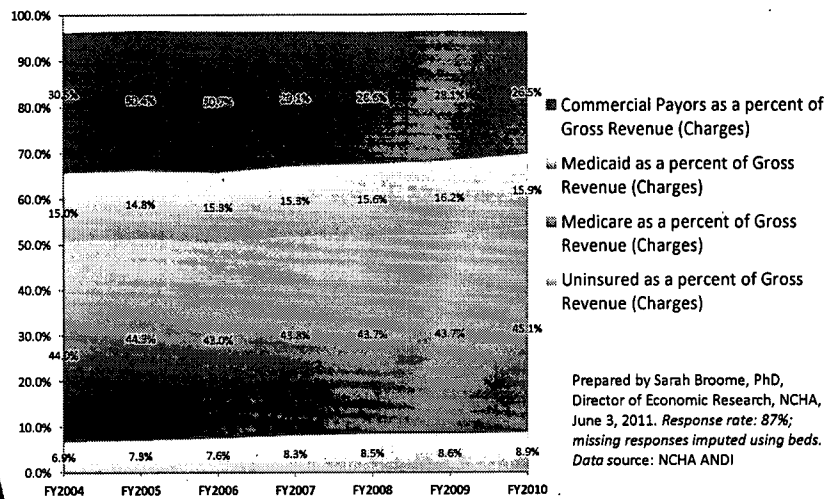 100.0%
90.0%
80.0%
70.0%
60.0%
50.0%
40.0%
30.0%
20.0%
10.0%
0.0%
30.4% 30.7% 29.1% 28.6% 28.1% 26.5%
15.0% 14.8% 15.3% 15.3% 15.6% 16.2% 15.9%
44.0% 44.3% 43.0% 43.8% 43.7% 43.7% 45.1%
6.9% 7.6% 8.3% 8.5% 8.6% 8.9%
FY2004 FY2005 FY2006 FY2007 FY2008 FY2009 FY2010
Commercial Payors as a percent of
Gross Revenue (Charges)
Medicaid as a percent of Gross
Revenue (Charges)
Medicare as a percent of Gross
Revenue (Charges)
Uninsured as a percent of Gross
Revenue (Charges)
Prepared by Sarah Broome, PhD,
Director of Economic Research, NCHA,
June 3, 2011. Response rate: 87%;
missing responses imputed using beds.
Data source: NCHA ANDI